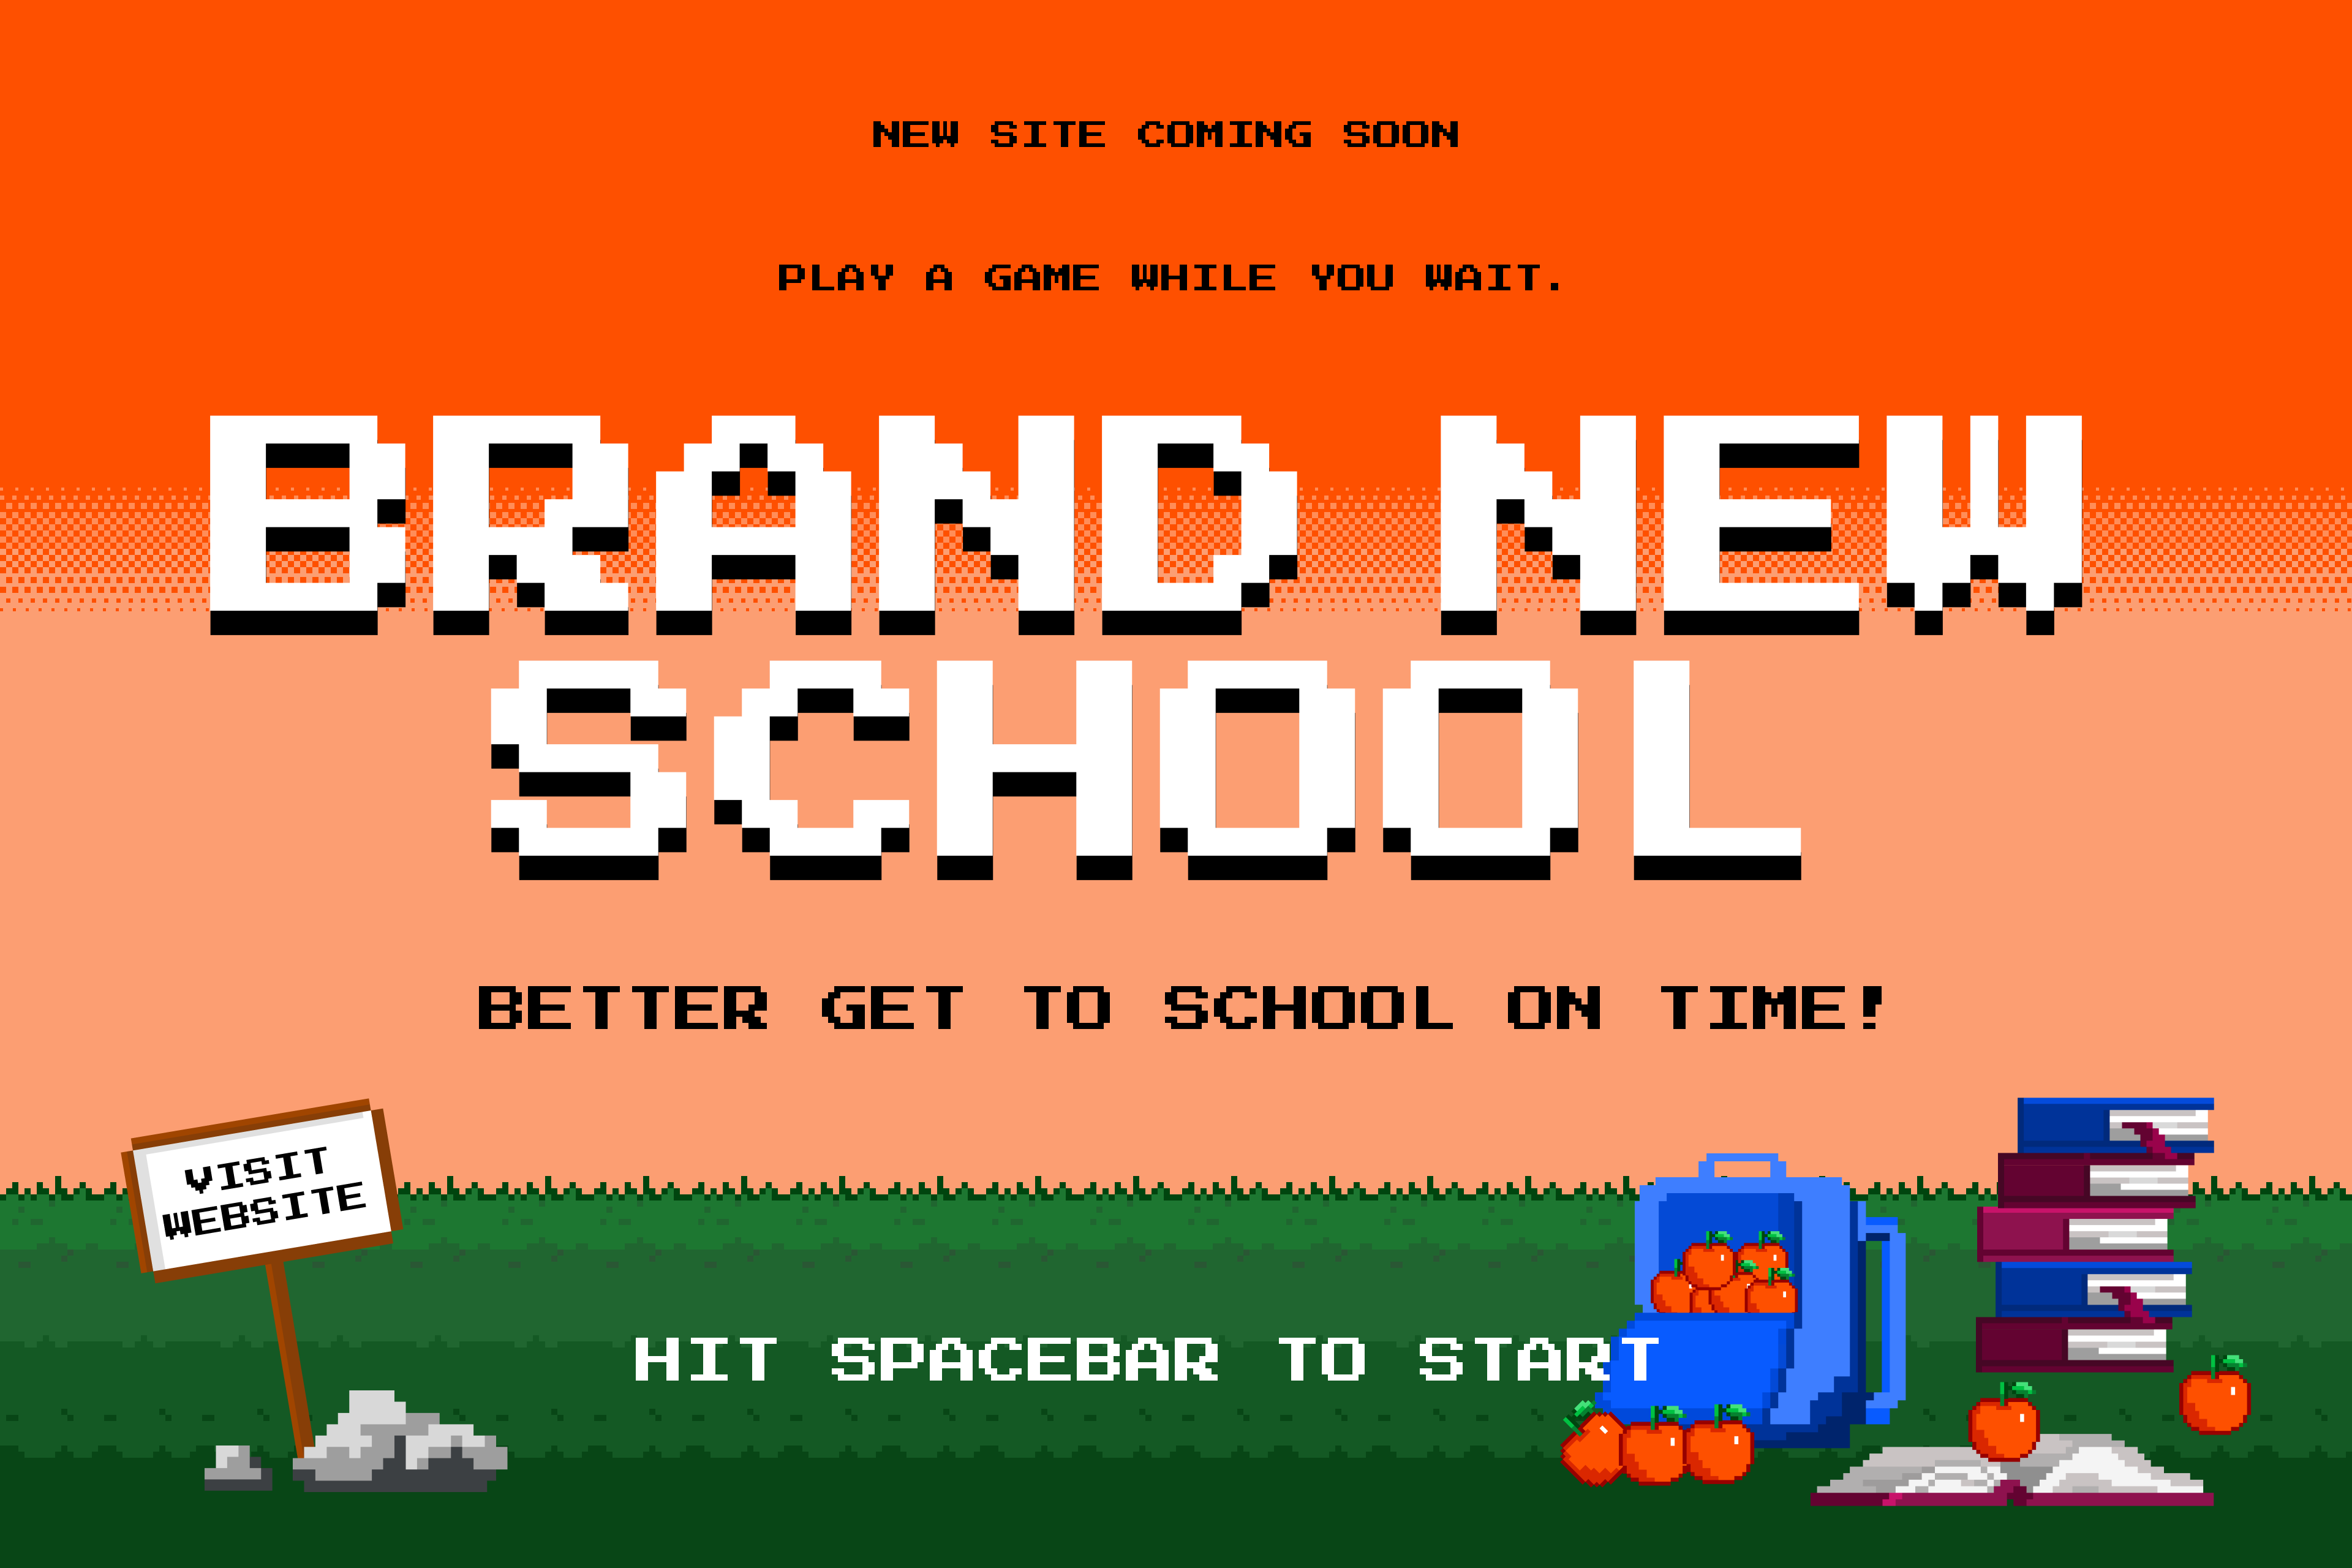 NEW SITE COMING SOON
PLAY A GAME WHILE YOU WAIT.
BRAND NEW
SCHOOL
BETTER GET TO SCHOOL ON TIME!
VISIT
WEBSITE
HIT SPACEBAR TO START